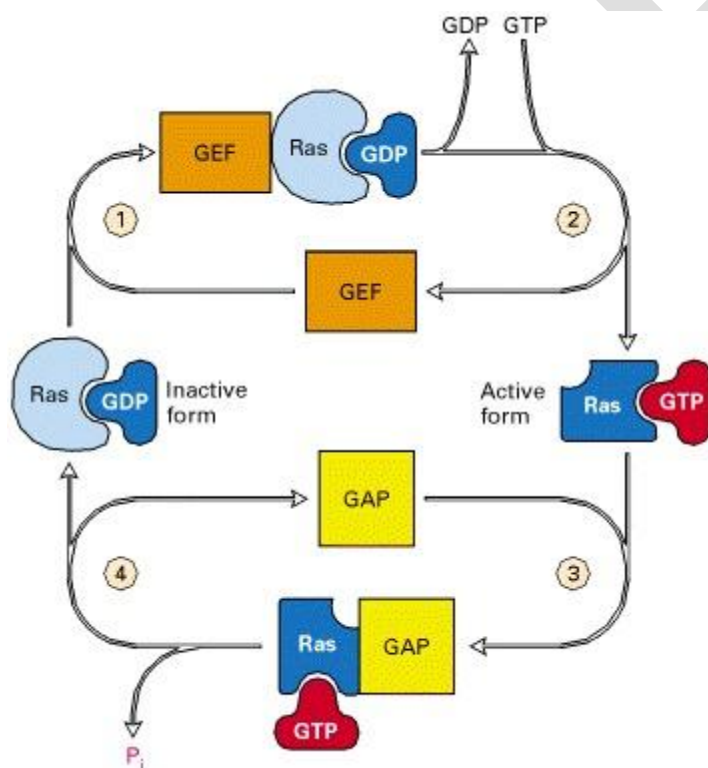 GDP GTP
GEF Ras GDP
1
2
GEF
Ras GDP
Inactive
form
Active
form
Ras GTP
GAP
4
3
Ras GAP
GTP
Pi